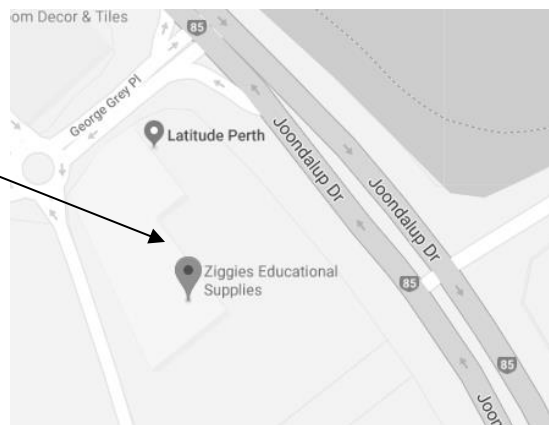 om Decor & Tiles
85
George Grey Pl
Latitude Perth
Joondalup Dr
Joondalup Dr
Ziggies Educational
Supplies
85
85
Joon